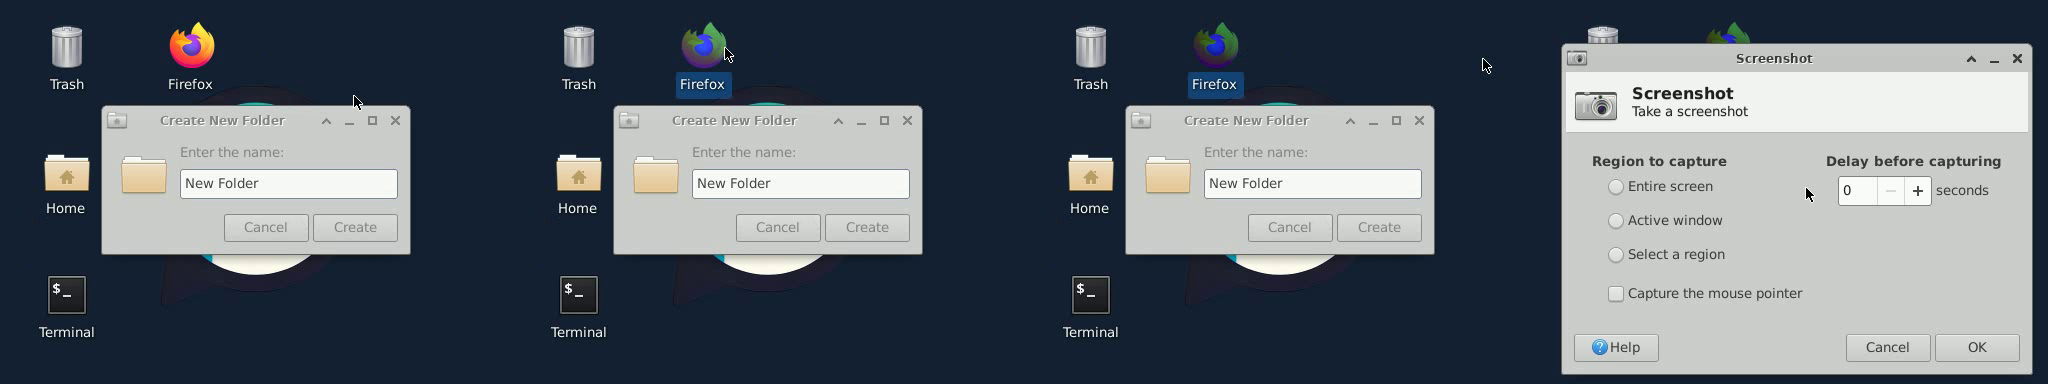 Trash
Firefox
Create New Folder
Enter the name:
New Folder
Cancel
Create
Home
Terminal
$_
Trash
Firefox
Create New Folder
Enter the name:
New Folder
Cancel
Create
Home
Terminal
$_
Trash
Firefox
Create New Folder
Enter the name:
New Folder
Cancel
Create
Home
Terminal
$_
Screenshot
Screenshot
Take a screenshot
Region to capture
Entire screen
Active window
Select a region
Capture the mouse pointer
Delay before capturing
0 − + seconds
Help
Cancel
OK